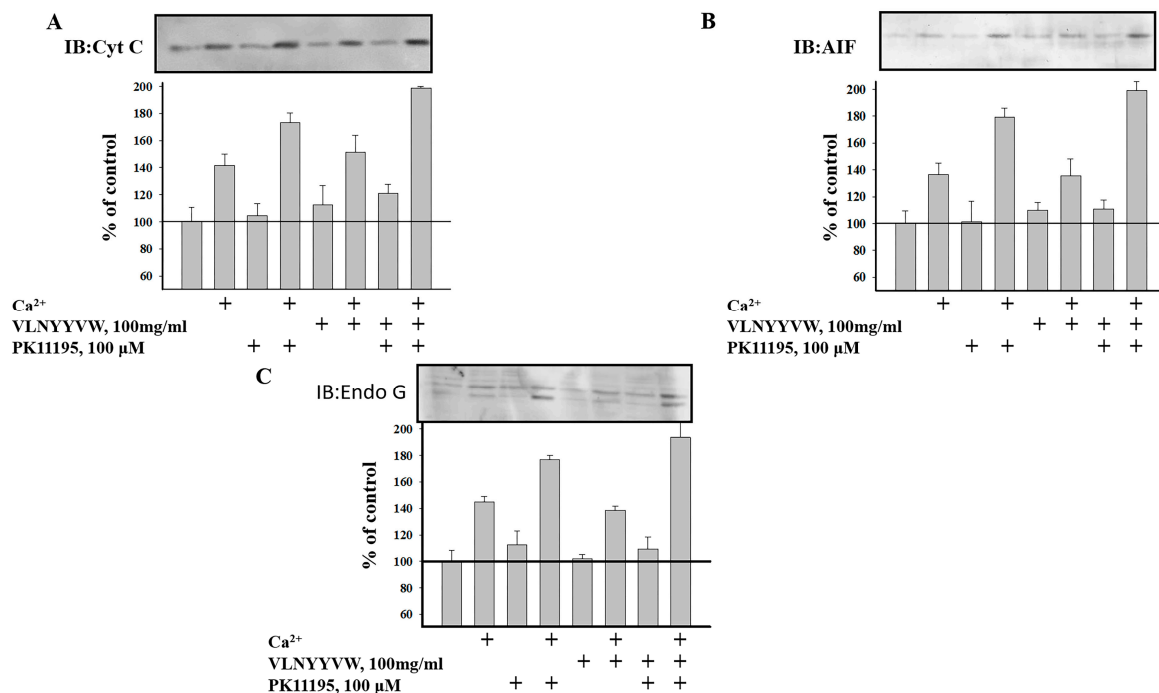 A
IB:Cyt C
200
180
160
140
120
100
80
60
% of control
Ca²⁺ + + + +
VLNYYVW, 100mg/ml + + + +
PK11195, 100 µM + + + +
B
IB:AIF
200
180
160
140
120
100
80
60
% of control
Ca²⁺ + + + +
VLNYYVW, 100mg/ml + + + +
PK11195, 100 µM + + + +
C
IB:Endo G
200
180
160
140
120
100
80
60
% of control
Ca²⁺ + + + +
VLNYYVW, 100mg/ml + + + +
PK11195, 100 µM + + + +